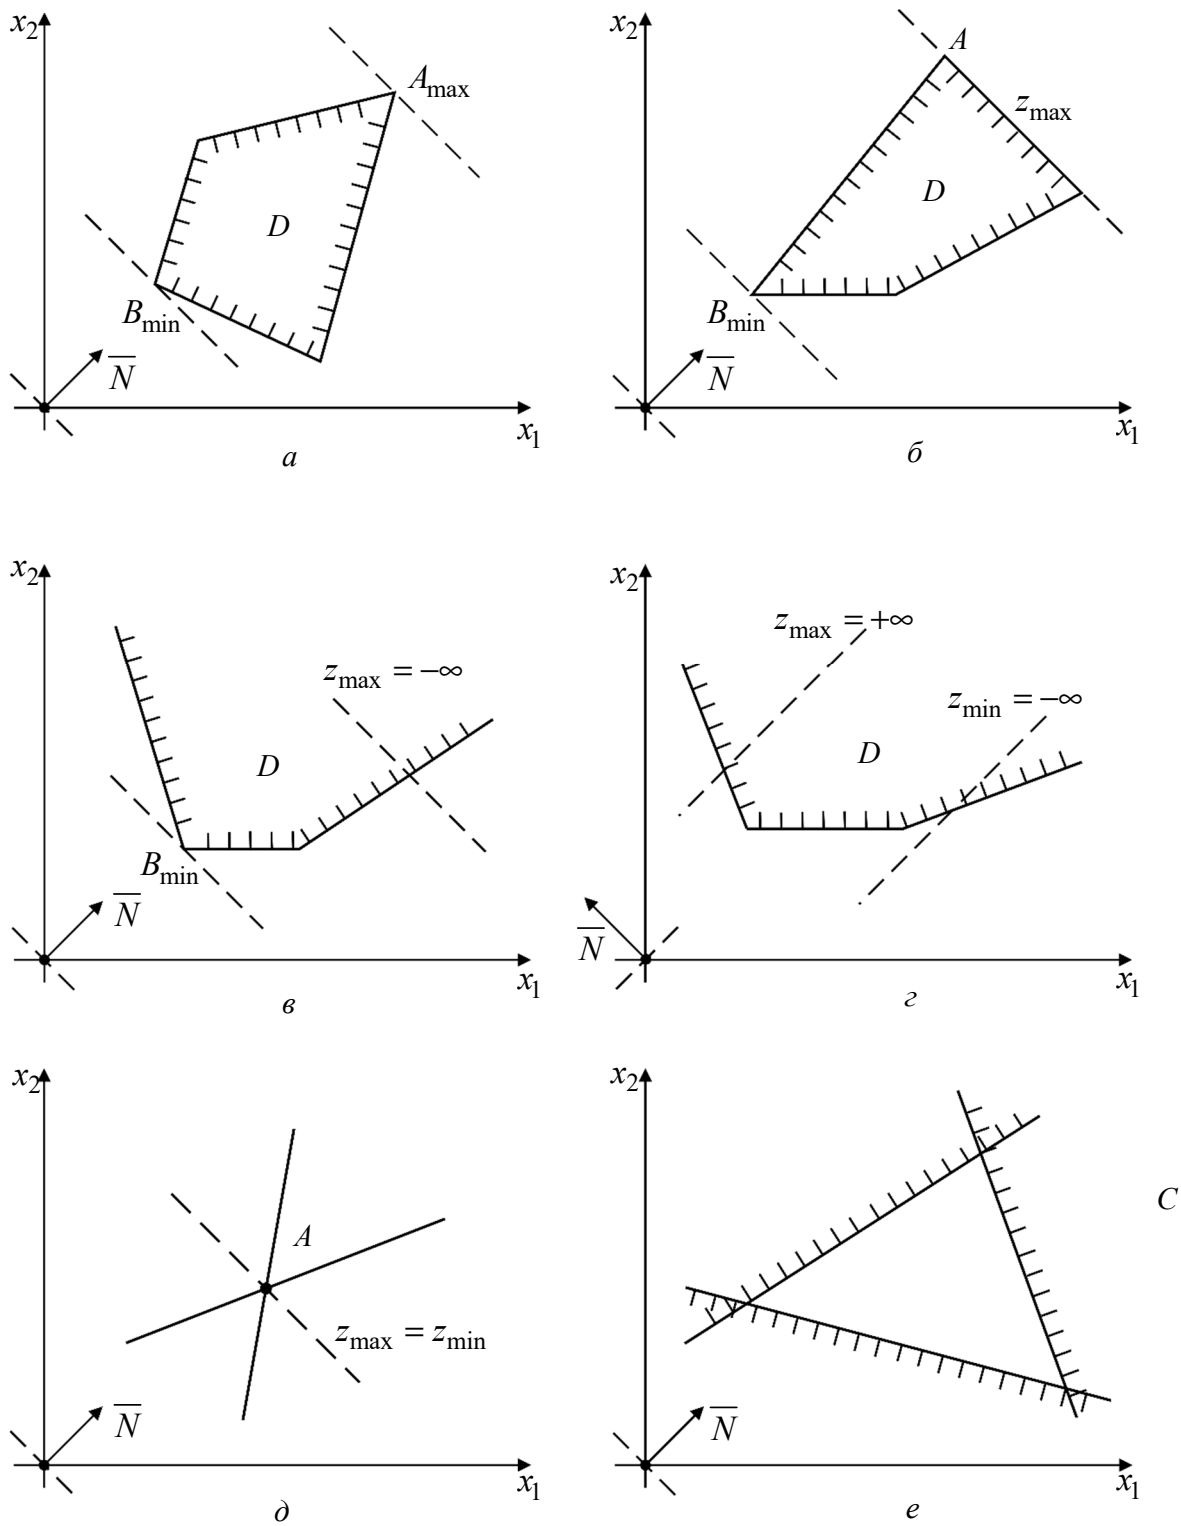 x₂
A_max
D
B_min
N̅
x₁
а
x₂
A
z_max
D
B_min
N̅
x₁
б
x₂
z_max = −∞
D
B_min
N̅
x₁
в
x₂
z_max = +∞
z_min = −∞
D
N̅
x₁
г
x₂
A
z_max = z_min
N̅
x₁
д
x₂
C
N̅
x₁
е